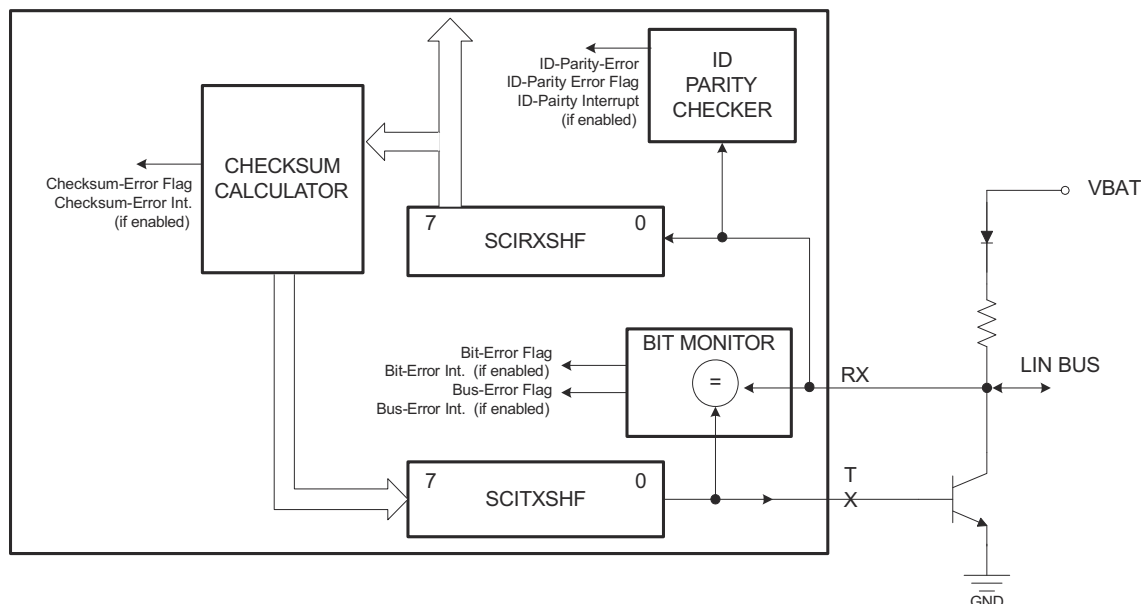 ID-Parity-Error
ID-Parity Error Flag
ID-Pairty Interrupt
(if enabled)
ID
PARITY
CHECKER
CHECKSUM
CALCULATOR
Checksum-Error Flag
Checksum-Error Int.
(if enabled)
VBAT
7
SCIRXSHF
0
BIT MONITOR
=
Bit-Error Flag
Bit-Error Int. (if enabled)
Bus-Error Flag
Bus-Error Int. (if enabled)
RX
LIN BUS
7
SCITXSHF
0
T
X
GND